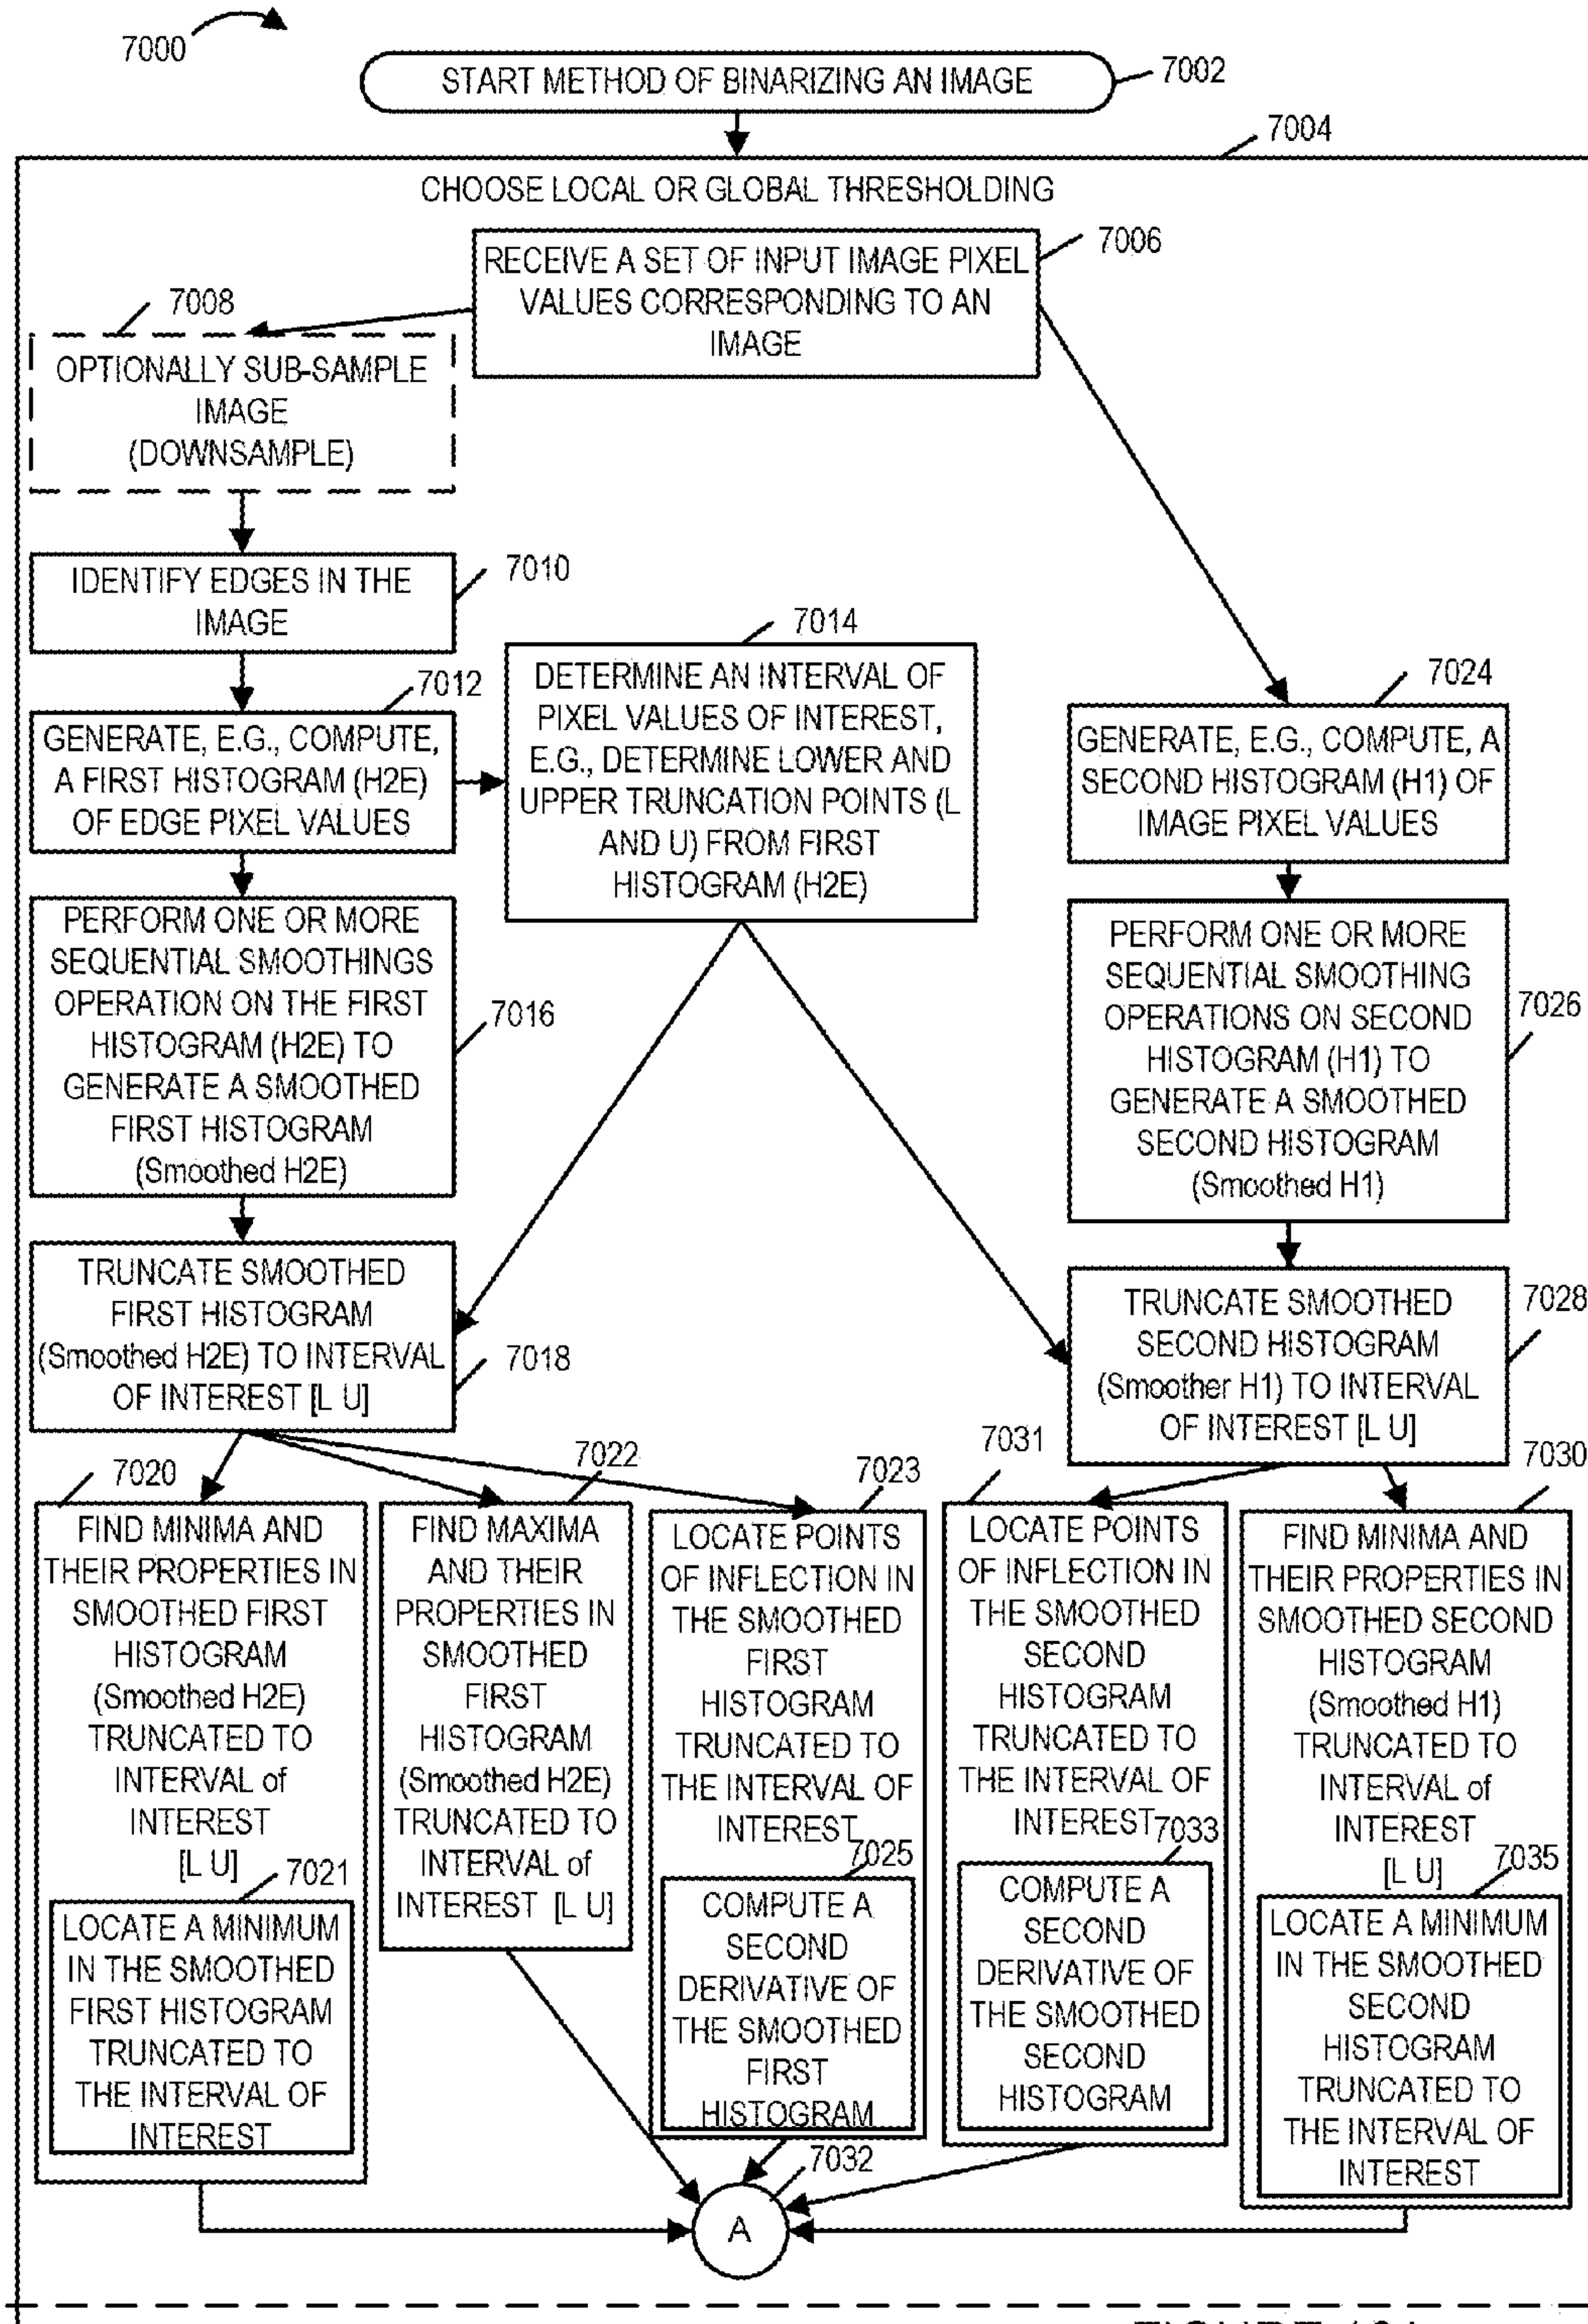 7000
START METHOD OF BINARIZING AN IMAGE
7002
7004
CHOOSE LOCAL OR GLOBAL THRESHOLDING
RECEIVE A SET OF INPUT IMAGE PIXEL
VALUES CORRESPONDING TO AN
IMAGE
7006
7008
OPTIONALLY SUB-SAMPLE
IMAGE
(DOWNSAMPLE)
IDENTIFY EDGES IN THE
IMAGE
7010
7012
GENERATE, E.G., COMPUTE,
A FIRST HISTOGRAM (H2E)
OF EDGE PIXEL VALUES
7014
DETERMINE AN INTERVAL OF
PIXEL VALUES OF INTEREST,
E.G., DETERMINE LOWER AND
UPPER TRUNCATION POINTS (L
AND U) FROM FIRST
HISTOGRAM (H2E)
7024
GENERATE, E.G., COMPUTE, A
SECOND HISTOGRAM (H1) OF
IMAGE PIXEL VALUES
PERFORM ONE OR MORE
SEQUENTIAL SMOOTHINGS
OPERATION ON THE FIRST
HISTOGRAM (H2E) TO
GENERATE A SMOOTHED
FIRST HISTOGRAM
(Smoothed H2E)
7016
PERFORM ONE OR MORE
SEQUENTIAL SMOOTHING
OPERATIONS ON SECOND
HISTOGRAM (H1) TO
GENERATE A SMOOTHED
SECOND HISTOGRAM
(Smoothed H1)
7026
TRUNCATE SMOOTHED
FIRST HISTOGRAM
(Smoothed H2E) TO INTERVAL
OF INTEREST [L U]
7018
TRUNCATE SMOOTHED
SECOND HISTOGRAM
(Smoother H1) TO INTERVAL
OF INTEREST [L U]
7028
7020
FIND MINIMA AND
THEIR PROPERTIES IN
SMOOTHED FIRST
HISTOGRAM
(Smoothed H2E)
TRUNCATED TO
INTERVAL of
INTEREST
[L U]
7021
LOCATE A MINIMUM
IN THE SMOOTHED
FIRST HISTOGRAM
TRUNCATED TO
THE INTERVAL OF
INTEREST
7022
FIND MAXIMA
AND THEIR
PROPERTIES IN
SMOOTHED
FIRST
HISTOGRAM
(Smoothed H2E)
TRUNCATED TO
INTERVAL of
INTEREST [L U]
7023
LOCATE POINTS
OF INFLECTION IN
THE SMOOTHED
FIRST
HISTOGRAM
TRUNCATED TO
THE INTERVAL OF
INTEREST
7025
COMPUTE A
SECOND
DERIVATIVE OF
THE SMOOTHED
FIRST
HISTOGRAM
7031
LOCATE POINTS
OF INFLECTION IN
THE SMOOTHED
SECOND
HISTOGRAM
TRUNCATED TO
THE INTERVAL OF
INTEREST
7033
COMPUTE A
SECOND
DERIVATIVE OF
THE SMOOTHED
SECOND
HISTOGRAM
7030
FIND MINIMA AND
THEIR PROPERTIES IN
SMOOTHED SECOND
HISTOGRAM
(Smoothed H1)
TRUNCATED TO
INTERVAL of
INTEREST
[L U]
7035
LOCATE A MINIMUM
IN THE SMOOTHED
SECOND
HISTOGRAM
TRUNCATED TO
THE INTERVAL OF
INTEREST
7032
A